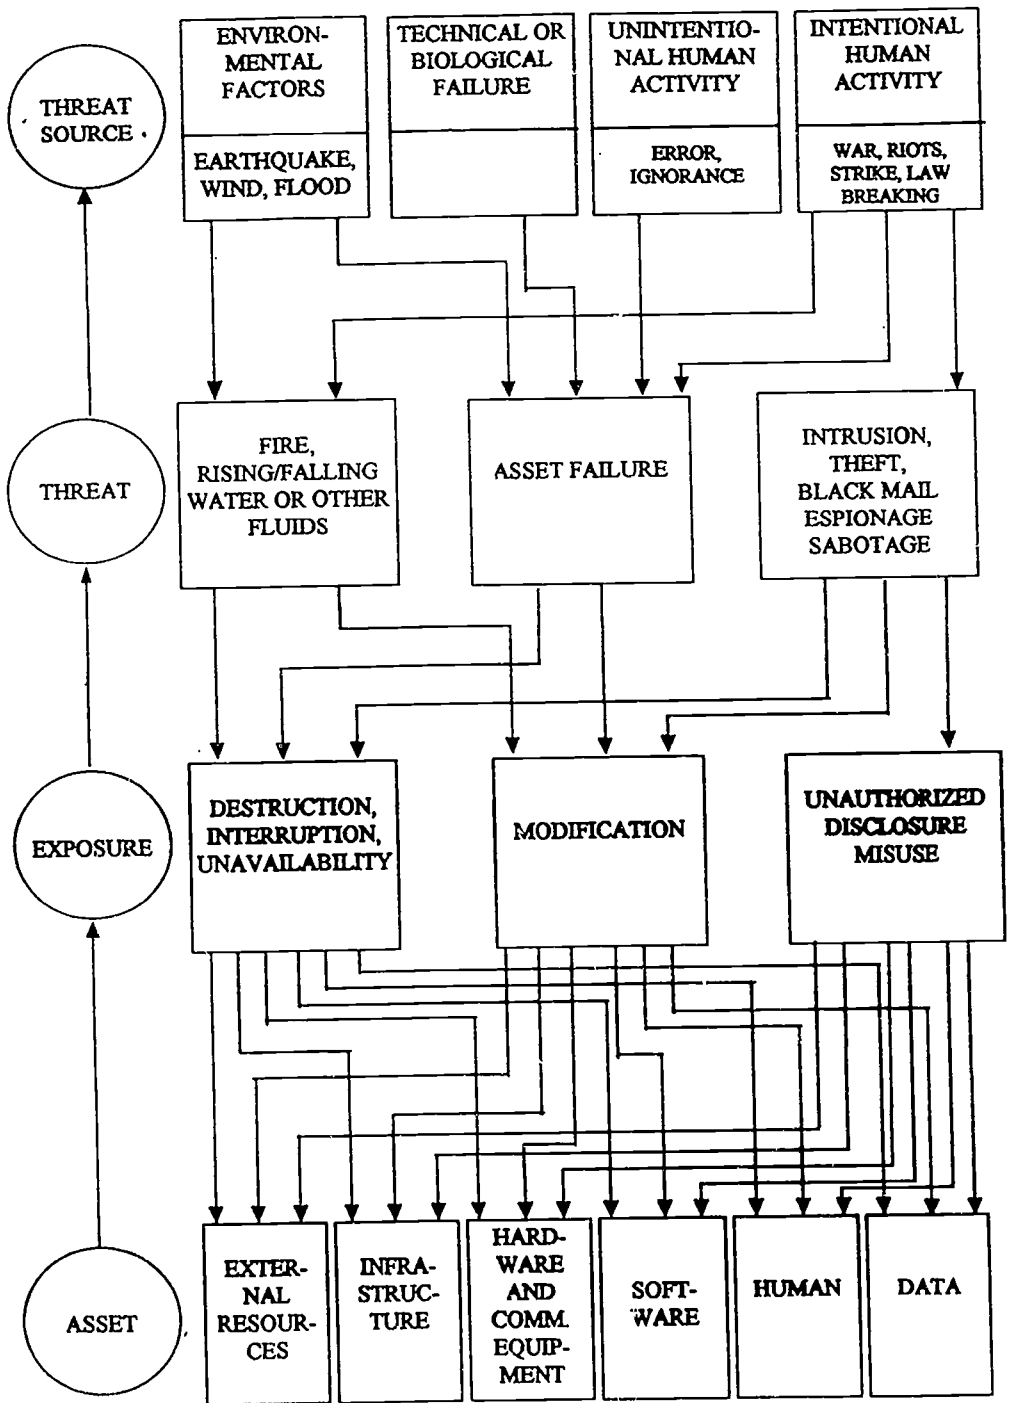 THREAT
SOURCE
ENVIRON-
MENTAL
FACTORS
EARTHQUAKE,
WIND, FLOOD
TECHNICAL OR
BIOLOGICAL
FAILURE
UNINTENTIO-
NAL HUMAN
ACTIVITY
ERROR,
IGNORANCE
INTENTIONAL
HUMAN
ACTIVITY
WAR, RIOTS,
STRIKE, LAW
BREAKING
THREAT
FIRE,
RISING/FALLING
WATER OR OTHER
FLUIDS
ASSET FAILURE
INTRUSION,
THEFT,
BLACK MAIL
ESPIONAGE
SABOTAGE
EXPOSURE
DESTRUCTION,
INTERRUPTION,
UNAVAILABILITY
MODIFICATION
UNAUTHORIZED
DISCLOSURE
MISUSE
ASSET
EXTER-
NAL
RESOUR-
CES
INFRA-
STRUC-
TURE
HARD-
WARE
AND
COMM.
EQUIP-
MENT
SOFT-
WARE
HUMAN
DATA